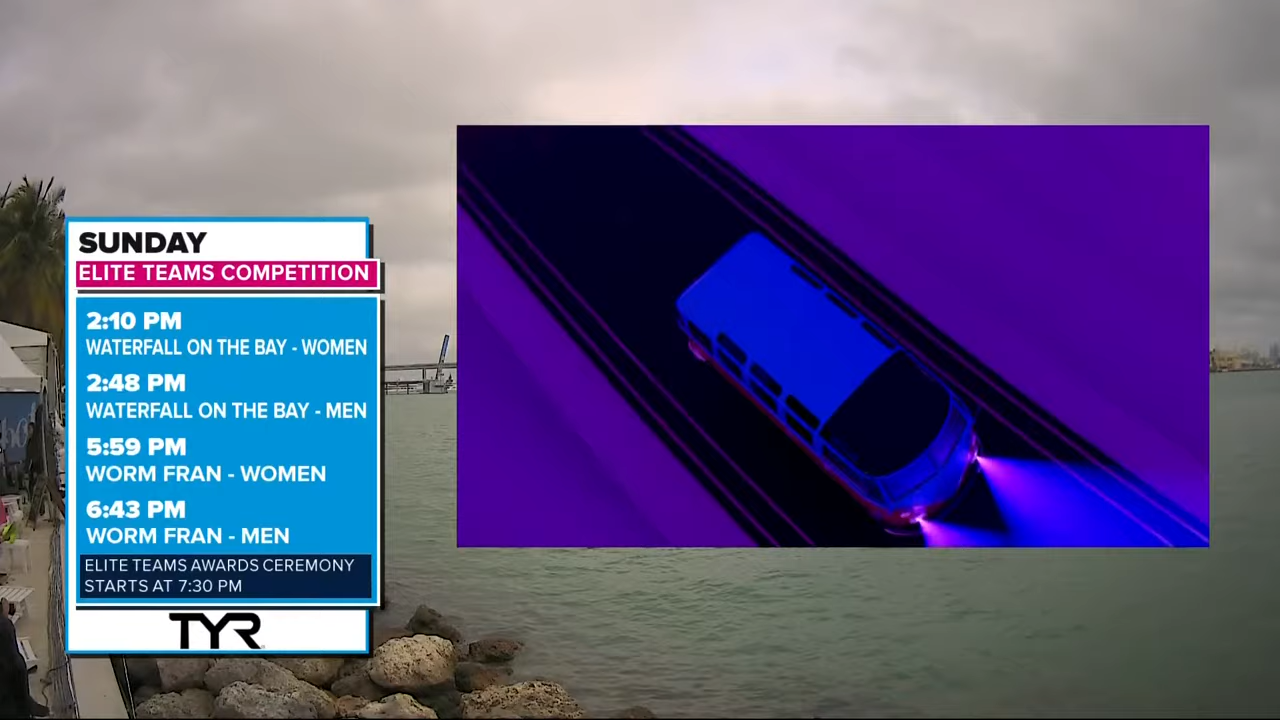 SUNDAY
ELITE TEAMS COMPETITION
2:10 PM
WATERFALL ON THE BAY - WOMEN
2:48 PM
WATERFALL ON THE BAY - MEN
5:59 PM
WORM FRAN - WOMEN
6:43 PM
WORM FRAN - MEN
ELITE TEAMS AWARDS CEREMONY
STARTS AT 7:30 PM
TYR